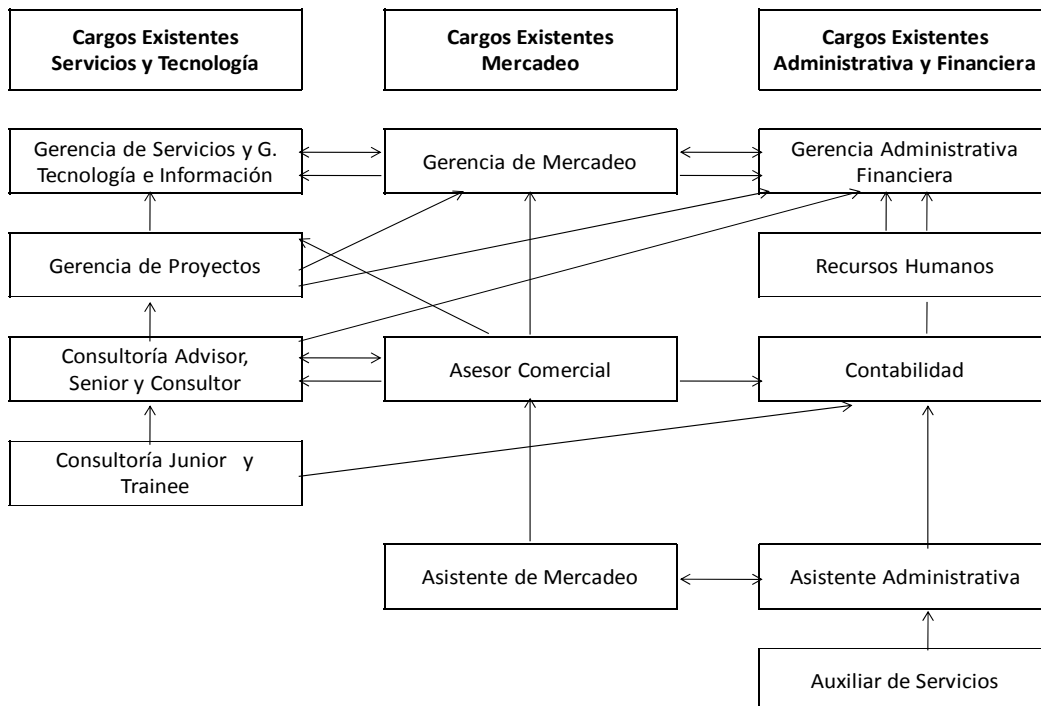 Cargos Existentes
Servicios y Tecnología
Cargos Existentes
Mercadeo
Cargos Existentes
Administrativa y Financiera
Gerencia de Servicios y G.
Tecnología e Información
Gerencia de Mercadeo
Gerencia Administrativa
Financiera
Gerencia de Proyectos
Recursos Humanos
Consultoría Advisor,
Senior y Consultor
Asesor Comercial
Contabilidad
Consultoría Junior y
Trainee
Asistente de Mercadeo
Asistente Administrativa
Auxiliar de Servicios